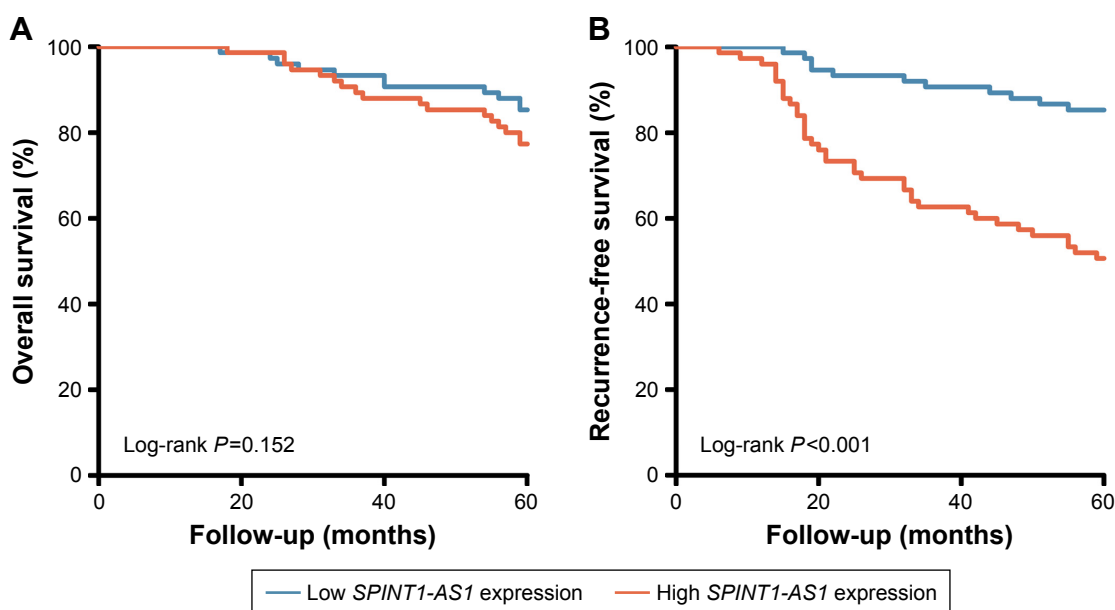 A
100
80
60
40
20
0
Overall survival (%)
Log-rank P=0.152
0 20 40 60
Follow-up (months)
B
100
80
60
40
20
0
Recurrence-free survival (%)
Log-rank P<0.001
0 20 40 60
Follow-up (months)
Low SPINT1-AS1 expression High SPINT1-AS1 expression